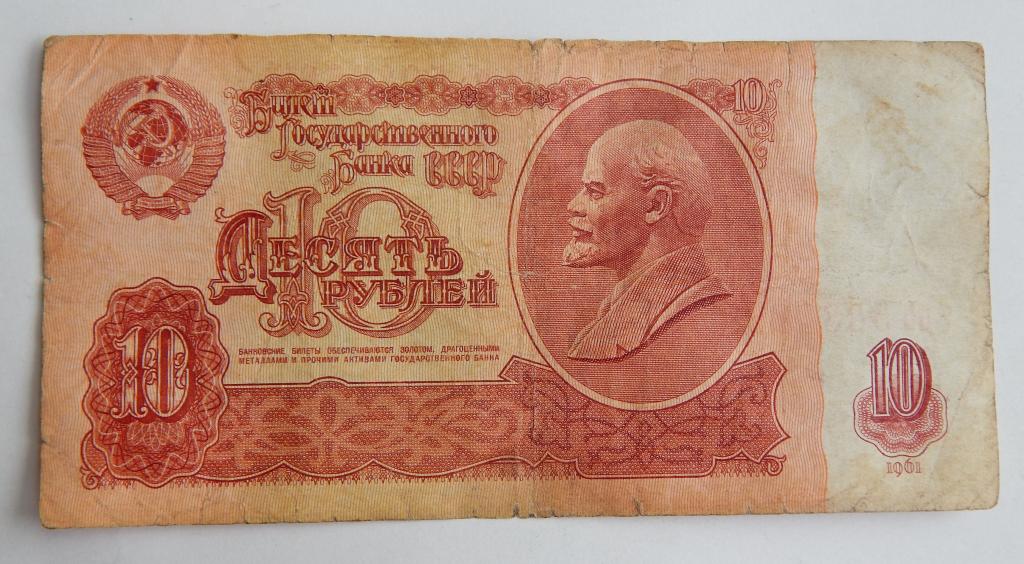 Билет
Государственного
Банка СССР
10
10
Десять
рублей
Банковские билеты обеспечиваются золотом, драгоценными
металлами и прочими активами Государственного банка
10
10
1961